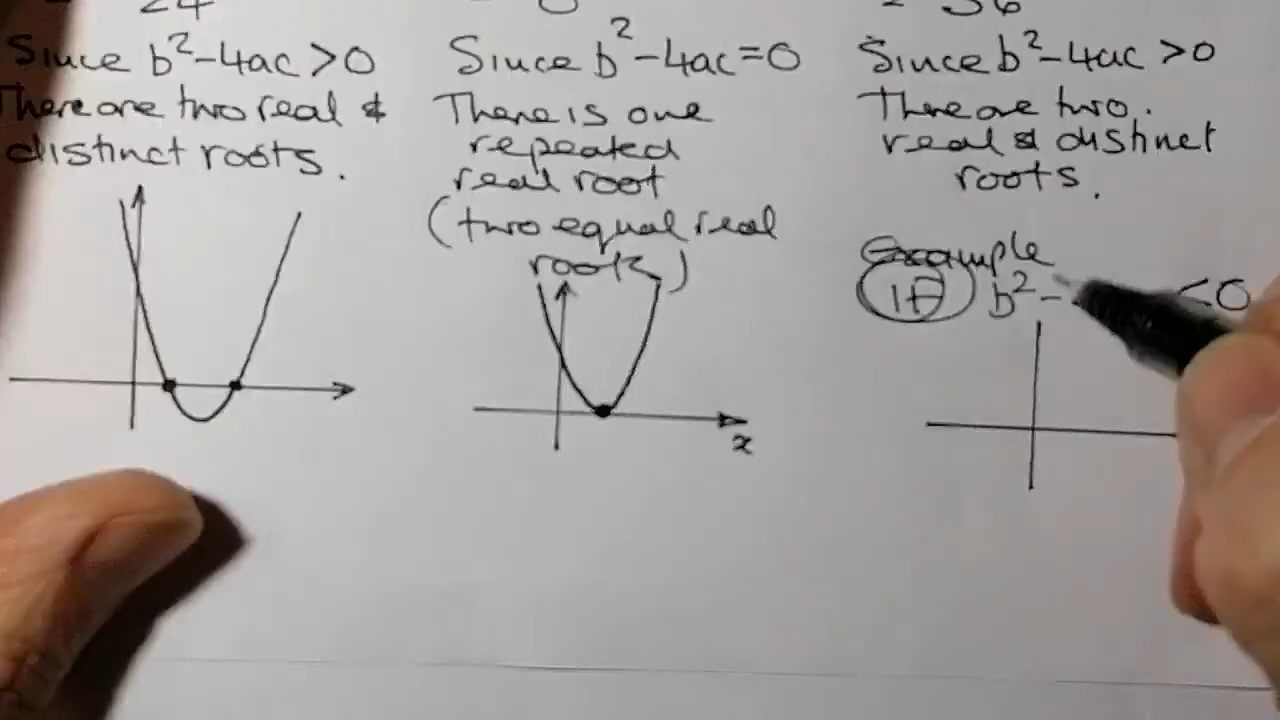 Since b²-4ac >0
There are two real &
distinct roots.
Since b²-4ac=0
There is one
repeated
real root
(two equal real
roots)
x
Since b²-4ac >0
There are two.
real & distinct
roots.
Example
If b²- <0